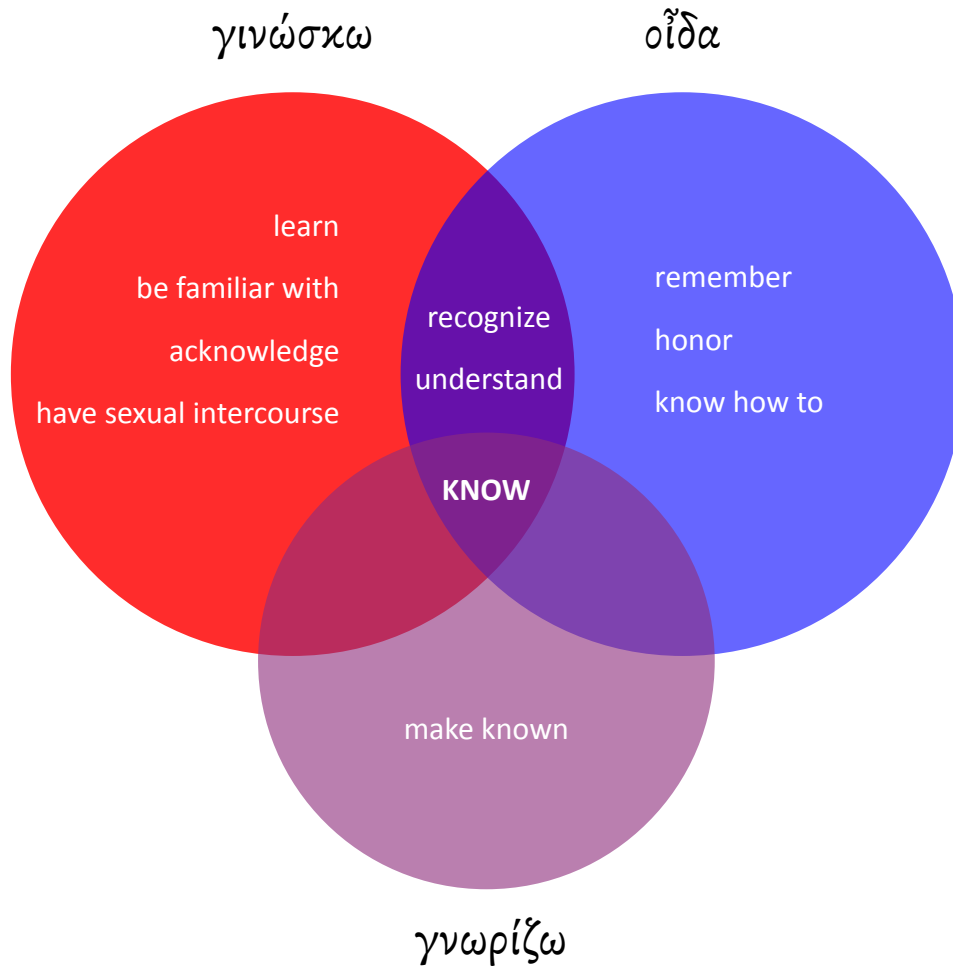 γινώσκω
οἶδα
learn
be familiar with
acknowledge
have sexual intercourse
recognize
understand
remember
honor
know how to
KNOW
make known
γνωρίζω